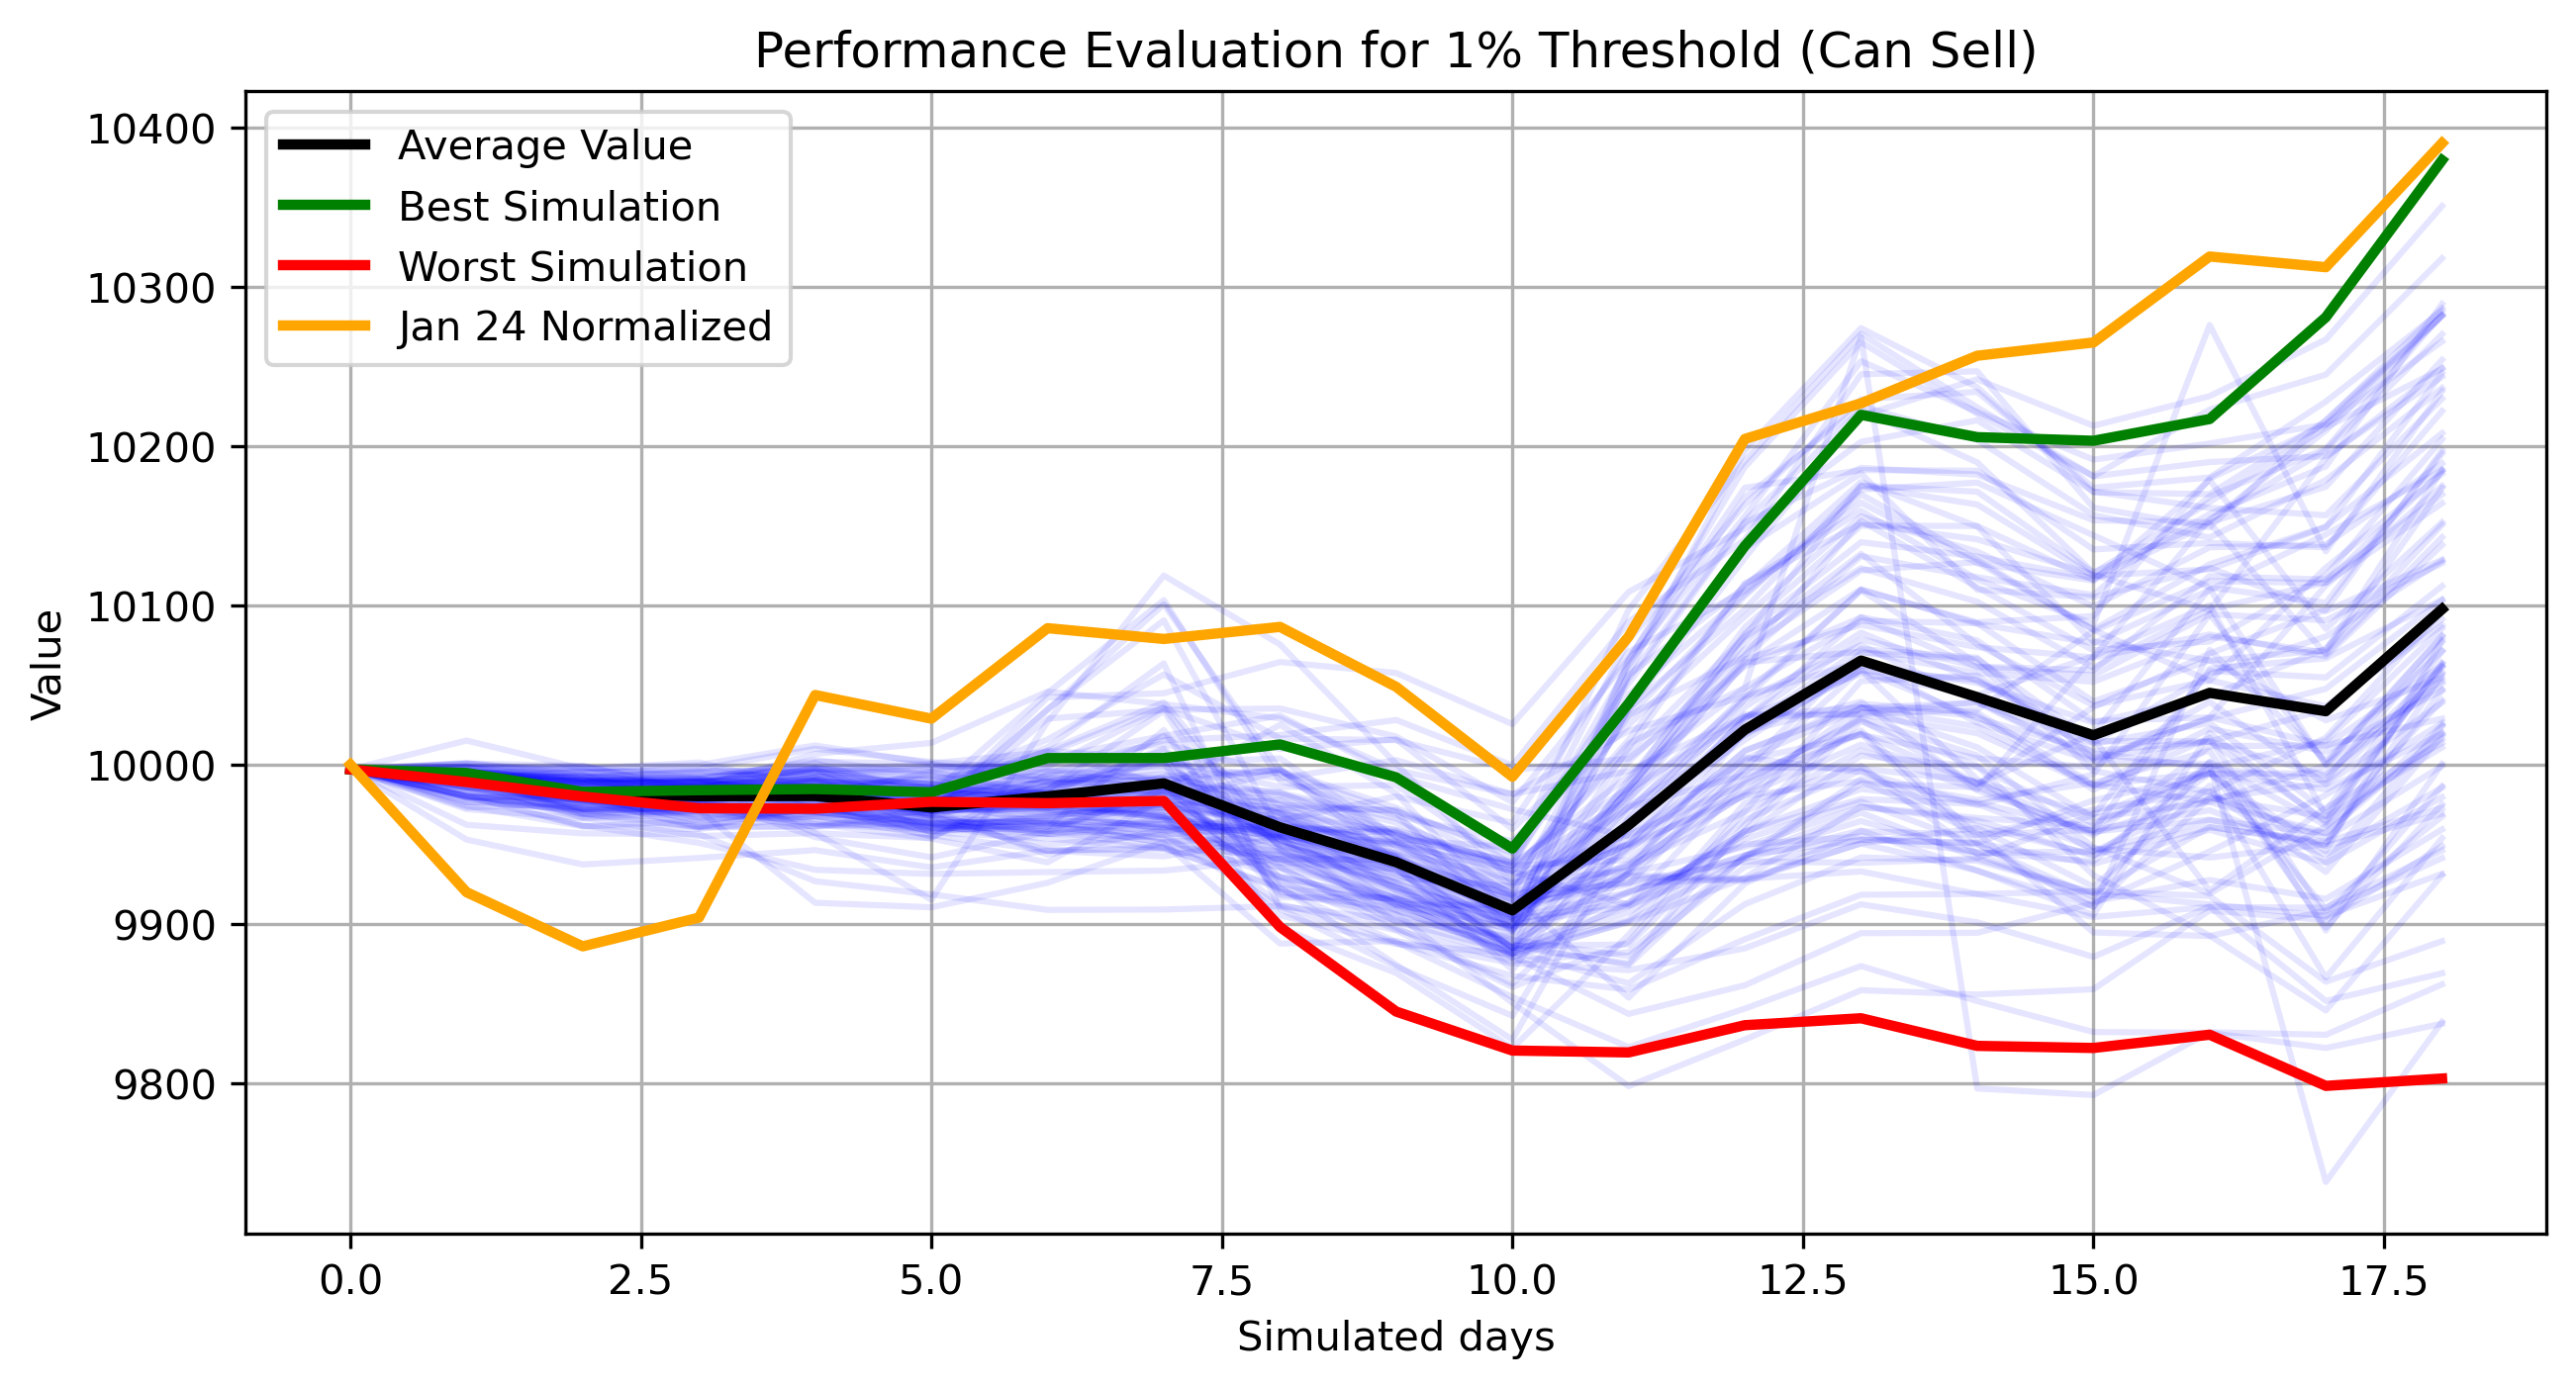 Performance Evaluation for 1% Threshold (Can Sell)
Average Value
Best Simulation
Worst Simulation
Jan 24 Normalized
10400
10300
10200
10100
10000
9900
9800
Value
0.0 2.5 5.0 7.5 10.0 12.5 15.0 17.5
Simulated days